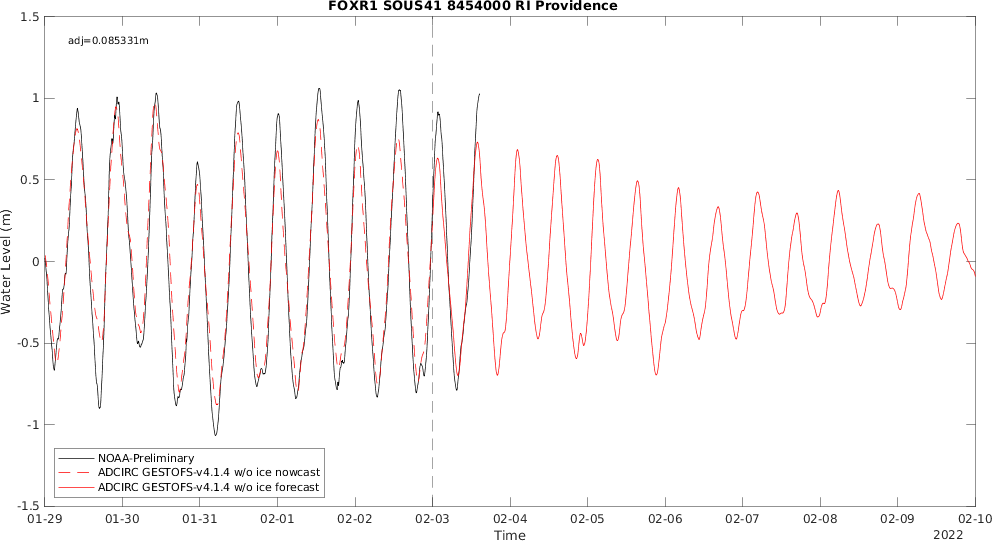 FOXR1 SOUS41 8454000 RI Providence
adj=0.085331m
1.5
1
0.5
0
-0.5
-1
-1.5
Water Level (m)
NOAA-Preliminary
ADCIRC GESTOFS-v4.1.4 w/o ice nowcast
ADCIRC GESTOFS-v4.1.4 w/o ice forecast
01-29 01-30 01-31 02-01 02-02 02-03 02-04 02-05 02-06 02-07 02-08 02-09 02-10
Time
2022